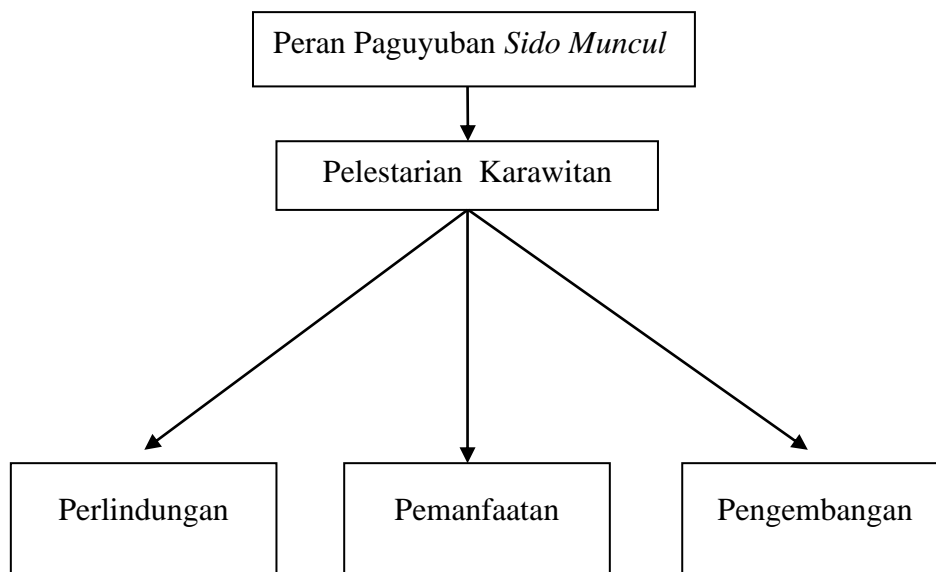 Peran Paguyuban Sido Muncul
Pelestarian Karawitan
Perlindungan
Pemanfaatan
Pengembangan